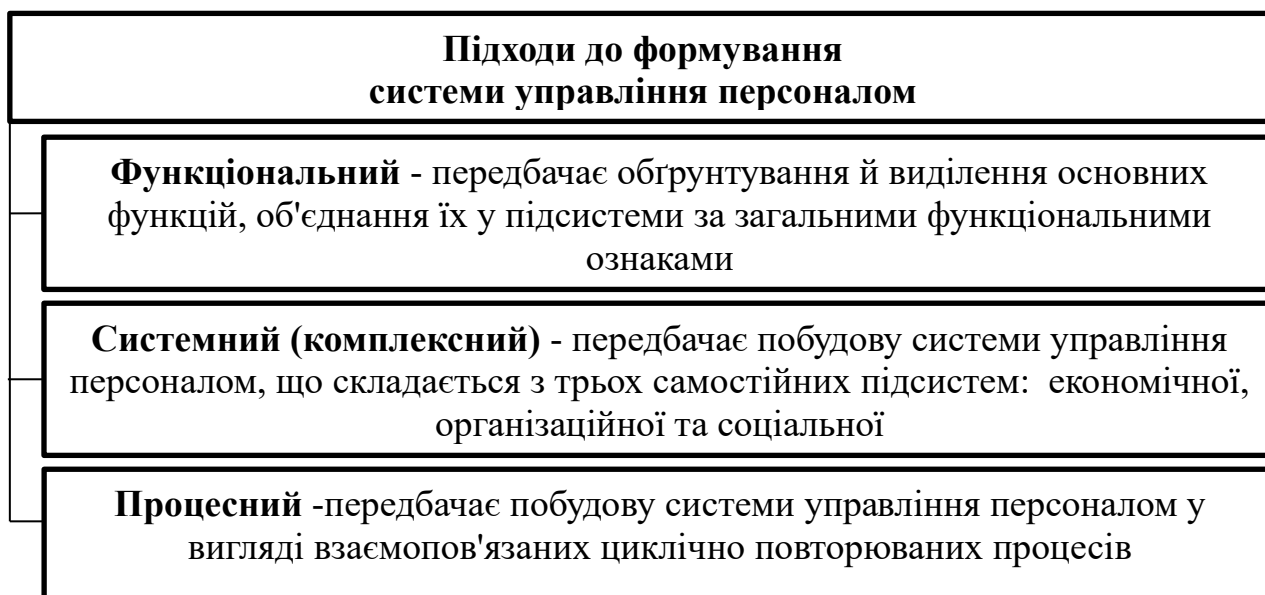 Підходи до формування
системи управління персоналом
Функціональний - передбачає обґрунтування й виділення основних
функцій, об'єднання їх у підсистеми за загальними функціональними
ознаками
Системний (комплексний) - передбачає побудову системи управління
персоналом, що складається з трьох самостійних підсистем:  економічної,
організаційної та соціальної
Процесний -передбачає побудову системи управління персоналом у
вигляді взаємопов'язаних циклічно повторюваних процесів